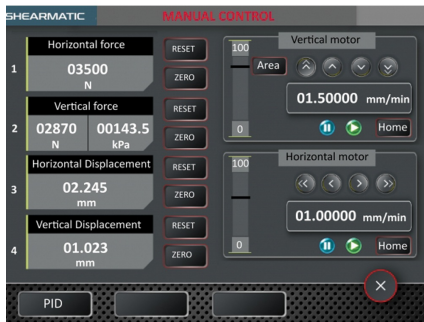 SHEARMATIC MANUAL CONTROL
Horizontal force
1 03500
N
RESET
ZERO
Vertical force
2 02870 00143.5
N kPa
RESET
ZERO
Horizontal Displacement
3 02.245
mm
RESET
ZERO
Vertical Displacement
4 01.023
mm
RESET
ZERO
Vertical motor
100
Area
01.50000 mm/min
0
Home
Horizontal motor
100
01.00000 mm/min
0
Home
PID